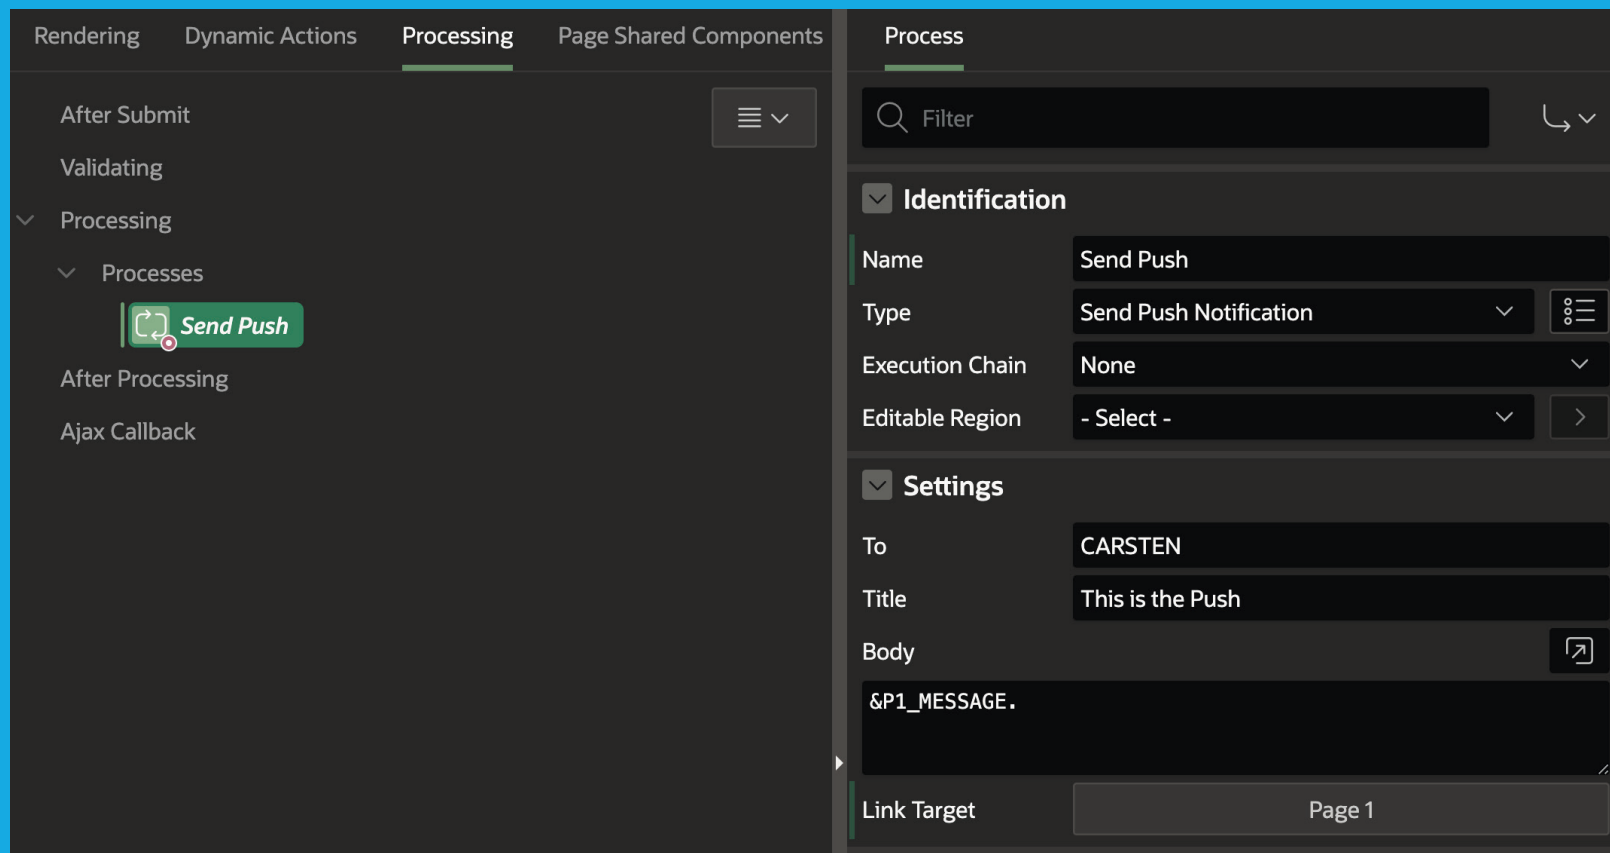 Rendering
Dynamic Actions
Processing
Page Shared Components
After Submit
Validating
Processing
Processes
Send Push
After Processing
Ajax Callback
Process
Filter
Identification
Name
Send Push
Type
Send Push Notification
Execution Chain
None
Editable Region
- Select -
Settings
To
CARSTEN
Title
This is the Push
Body
&P1_MESSAGE.
Link Target
Page 1